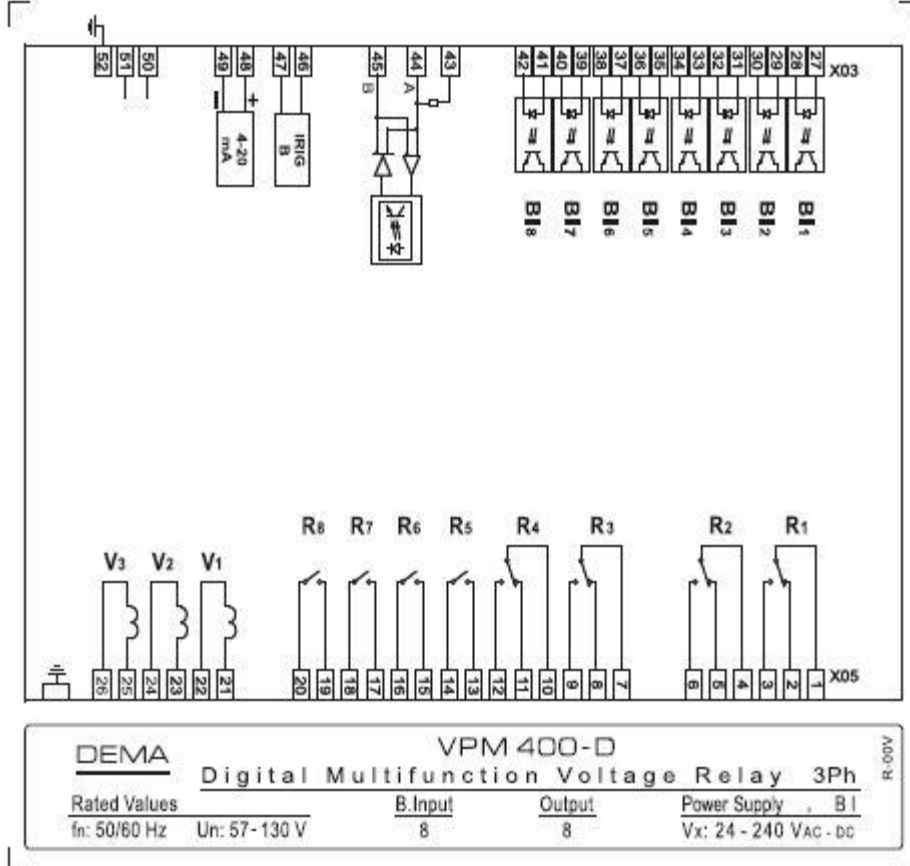 52 51 50 49 48 47 46 45 44 43 42 41 40 39 38 37 36 35 34 33 32 31 30 29 28 27 X03
B A
- +
4-20 mA
IRIG B
BI8 BI7 BI6 BI5 BI4 BI3 BI2 BI1
R8 R7 R6 R5 R4 R3 R2 R1
V3 V2 V1
26 25 24 23 22 21 20 19 18 17 16 15 14 13 12 11 10 9 8 7 6 5 4 3 2 1 X05
DEMA VPM 400-D
R-00V
Digital Multifunction Voltage Relay 3Ph
Rated Values B.Input Output Power Supply . BI
fn: 50/60 Hz Un: 57-130 V 8 8 Vx: 24 - 240 VAC - DC